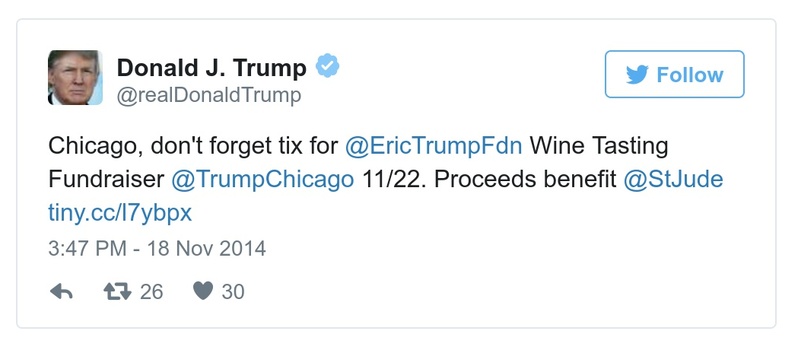 Donald J. Trump
@realDonaldTrump
Follow
Chicago, don't forget tix for @EricTrumpFdn Wine Tasting
Fundraiser @TrumpChicago 11/22. Proceeds benefit @StJude
tiny.cc/l7ybpx
3:47 PM - 18 Nov 2014
26 30